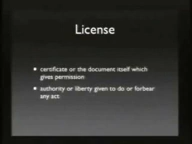 License
certificate or the document itself which
gives permission
authority or liberty given to do or forbear
any act